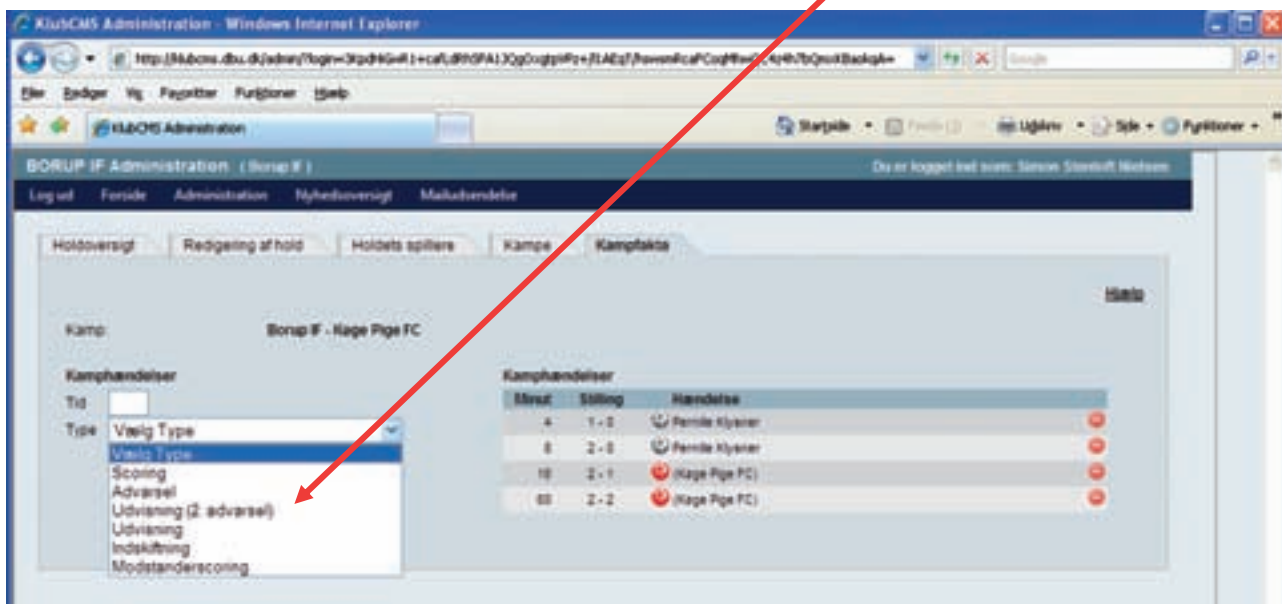 KlubCMS Administration - Windows Internet Explorer
Google
Filer Rediger Vis Favoritter Funktioner Hjælp
KlubCMS Administration
Startside Udskriv Side Funktioner
BORUP IF Administration ( Borup IF ) Du er logget ind som: Simon Stentoft Nielsen
Log ud Forside Administration Nyhedsoversigt Mailudsendelse
Holdoversigt Redigering af hold Holdets spillere Kampe Kampfakta
Hjælp
Kamp: Borup IF - Køge Pige FC
Kamphændelser Kamphændelser
Tid Minut Stilling Hændelse
Type Vælg Type 4 1 - 0 Pernille Klysner
Vælg Type 8 2 - 0 Pernille Klysner
Scoring 2 - 1 (Køge Pige FC)
Advarsel 2 - 2 (Køge Pige FC)
Udvisning (2. advarsel)
Udvisning
Indskiftning
Modstanderscoring